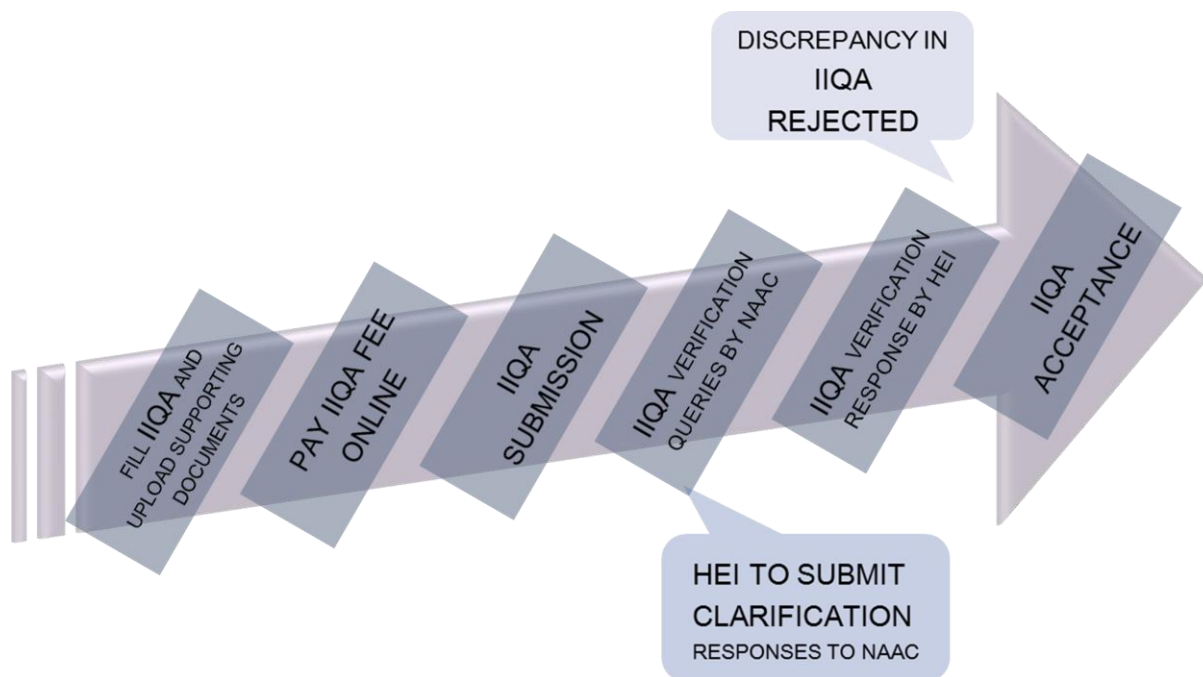 DISCREPANCY IN
IIQA
REJECTED
FILL IIQA AND
UPLOAD SUPPORTING
DOCUMENTS
PAY IIQA FEE
ONLINE
IIQA
SUBMISSION
IIQA VERIFICATION
QUERIES BY NAAC
IIQA VERIFICATION
RESPONSE BY HEI
IIQA
ACCEPTANCE
HEI TO SUBMIT
CLARIFICATION
RESPONSES TO NAAC